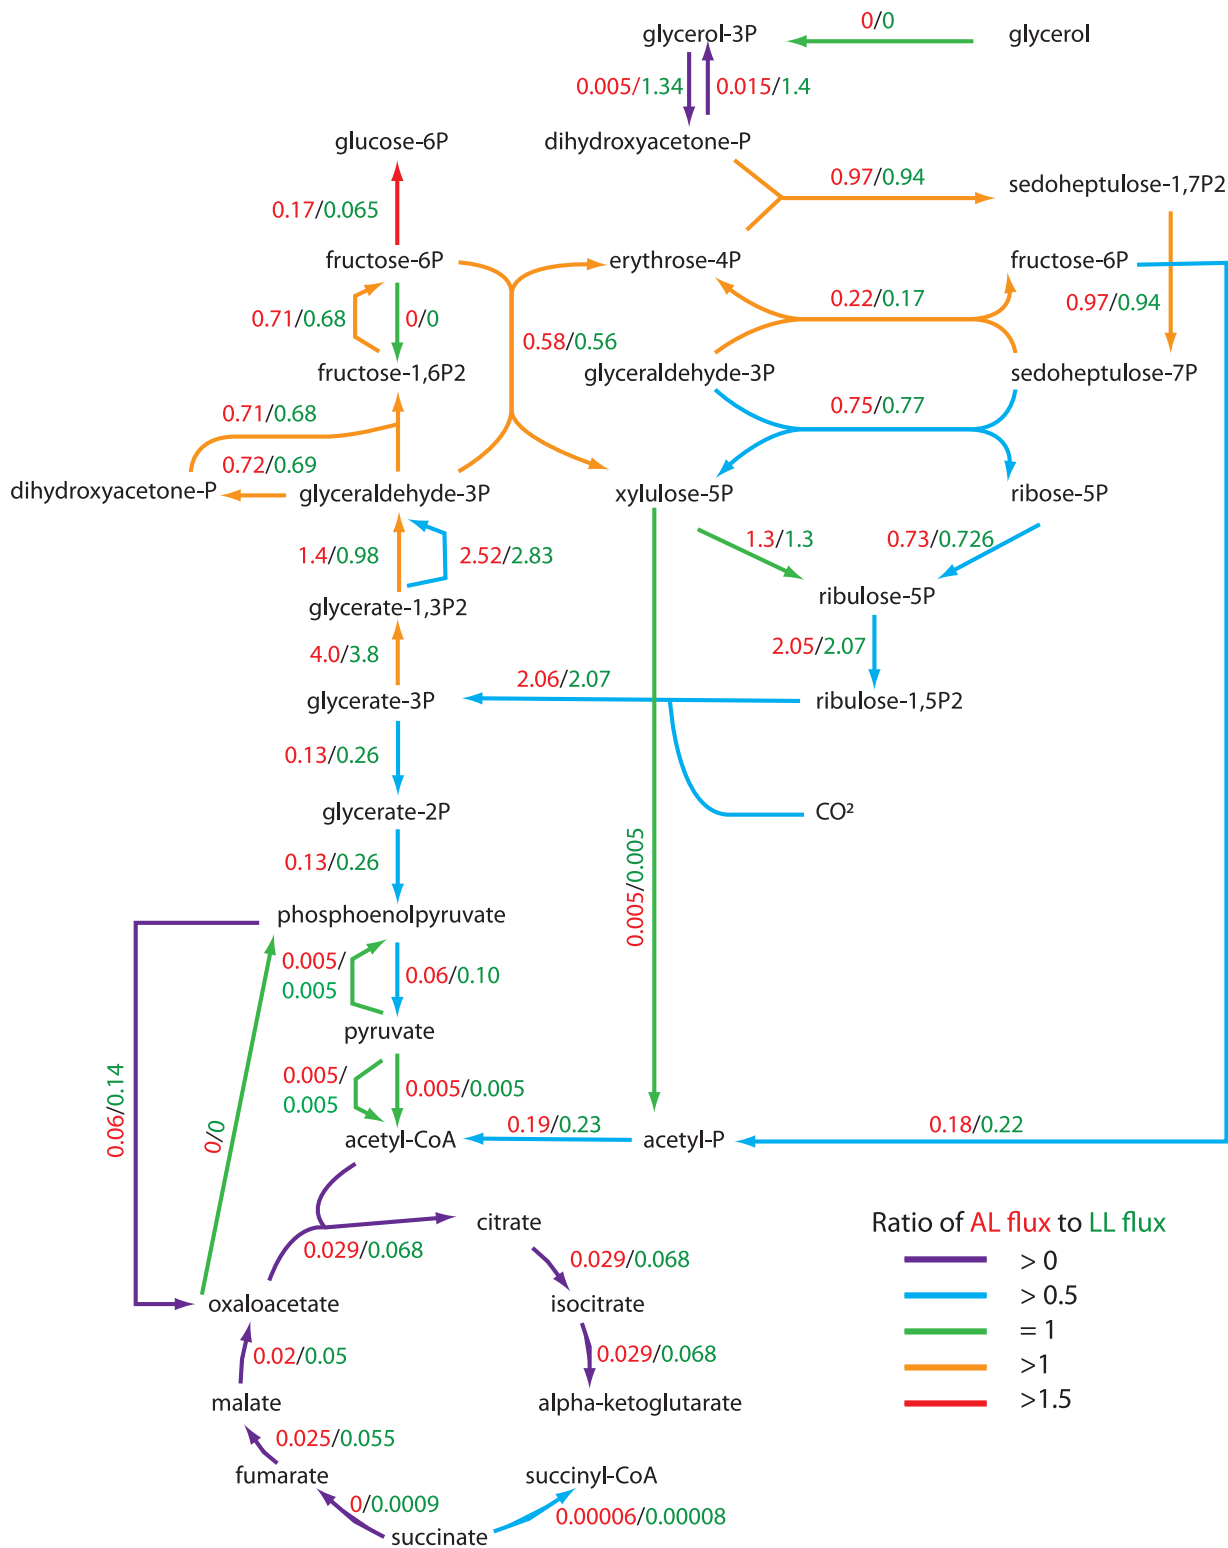 0/0
glycerol-3P
glycerol
0.005/1.34
0.015/1.4
glucose-6P
dihydroxyacetone-P
0.97/0.94
sedoheptulose-1,7P2
0.17/0.065
fructose-6P
erythrose-4P
fructose-6P
0.71/0.68
0/0
0.22/0.17
0.97/0.94
0.58/0.56
fructose-1,6P2
glyceraldehyde-3P
sedoheptulose-7P
0.71/0.68
0.75/0.77
0.72/0.69
dihydroxyacetone-P
glyceraldehyde-3P
xylulose-5P
ribose-5P
1.4/0.98
2.52/2.83
1.3/1.3
0.73/0.726
glycerate-1,3P2
ribulose-5P
4.0/3.8
2.05/2.07
2.06/2.07
glycerate-3P
ribulose-1,5P2
0.13/0.26
glycerate-2P
CO²
0.13/0.26
0.005/0.005
phosphoenolpyruvate
0.005/
0.005
0.06/0.10
pyruvate
0.005/
0.005
0.005/0.005
0.06/0.14
0/0
acetyl-CoA
0.19/0.23
acetyl-P
0.18/0.22
citrate
0.029/0.068
0.029/0.068
Ratio of AL flux to LL flux
> 0
> 0.5
= 1
>1
>1.5
oxaloacetate
isocitrate
0.02/0.05
0.029/0.068
malate
alpha-ketoglutarate
0.025/0.055
fumarate
succinyl-CoA
0/0.0009
0.00006/0.00008
succinate